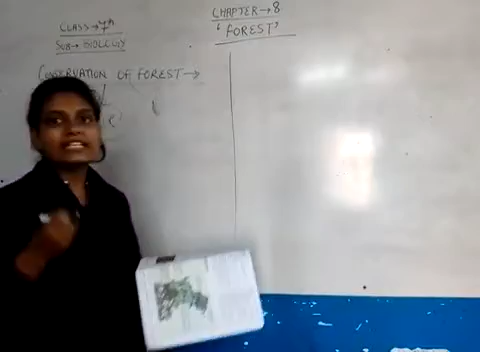 CLASS → 7th
SUB → BIOLOGY
CHAPTER → 8
'FOREST'
CONSERVATION OF FOREST →